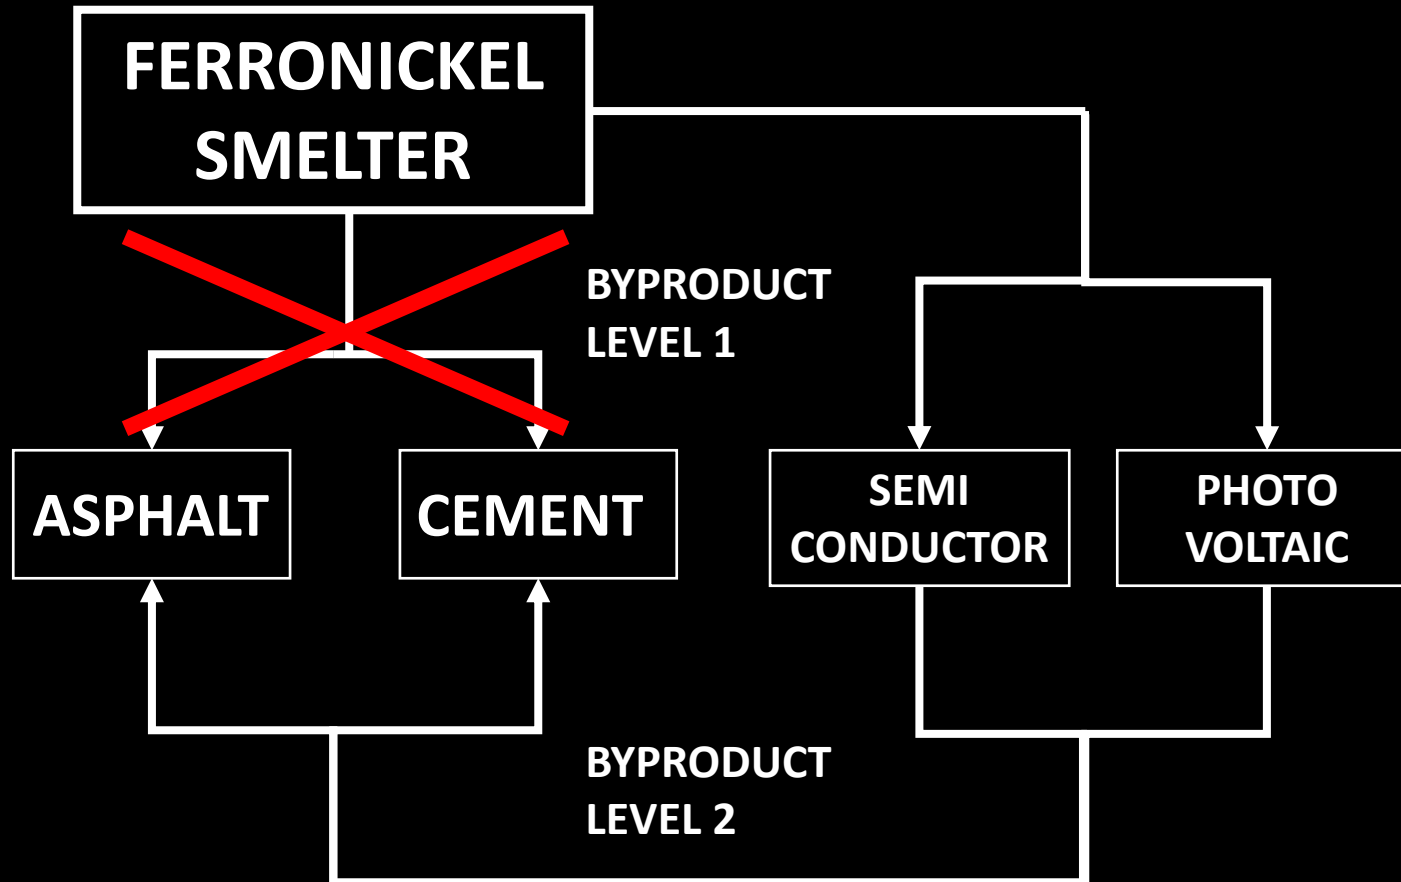 FERRONICKEL
SMELTER
BYPRODUCT
LEVEL 1
ASPHALT
CEMENT
SEMI
CONDUCTOR
PHOTO
VOLTAIC
BYPRODUCT
LEVEL 2